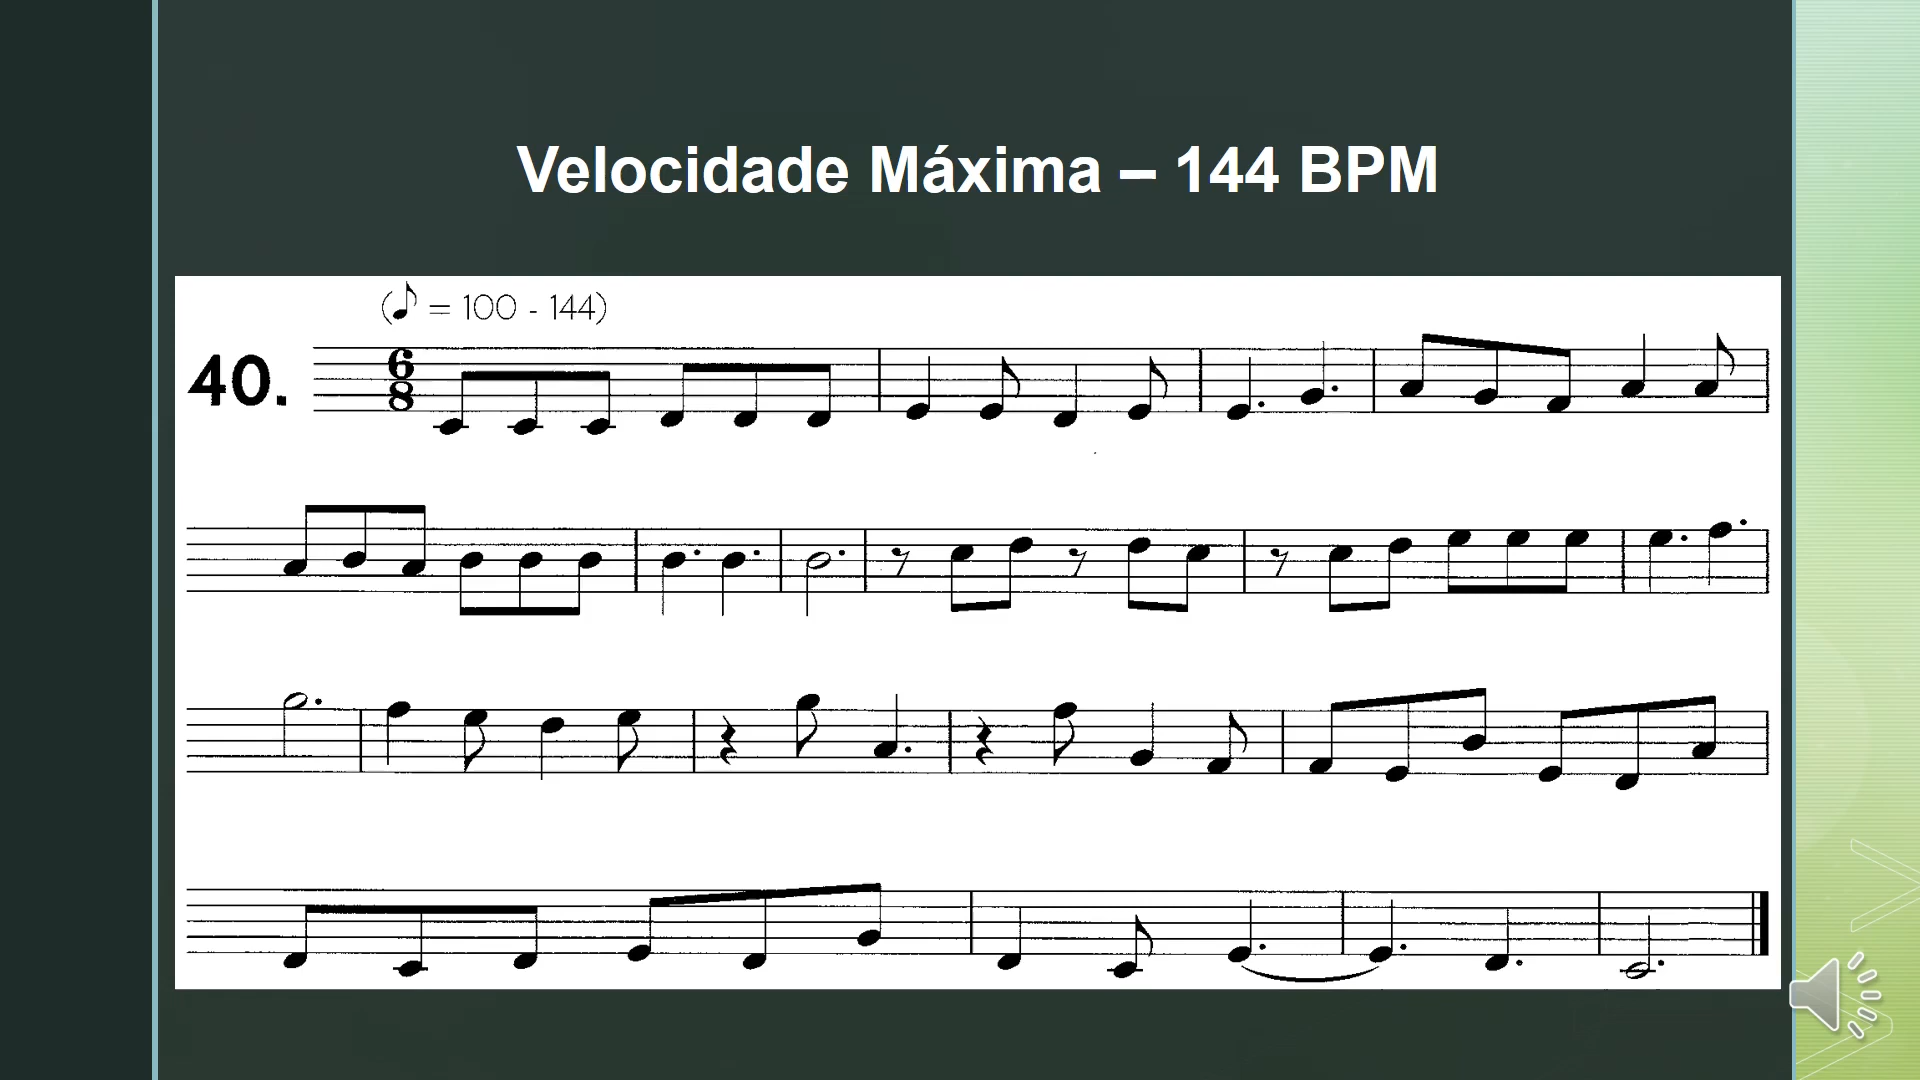 Velocidade Máxima – 144 BPM
(♪ = 100 - 144)
40.
6
8